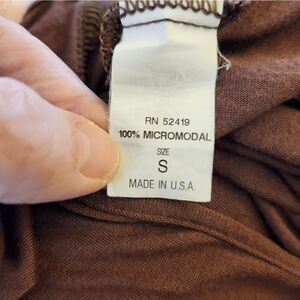 RN 52419
100% MICROMODAL
SIZE
S
MADE IN U.S.A.